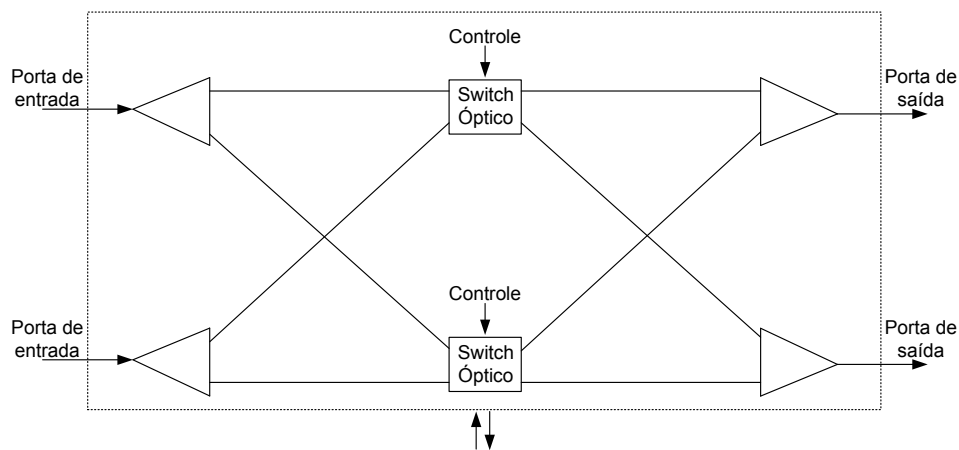 Controle
Porta de
entrada
Switch
Óptico
Porta de
saída
Controle
Porta de
entrada
Switch
Óptico
Porta de
saída